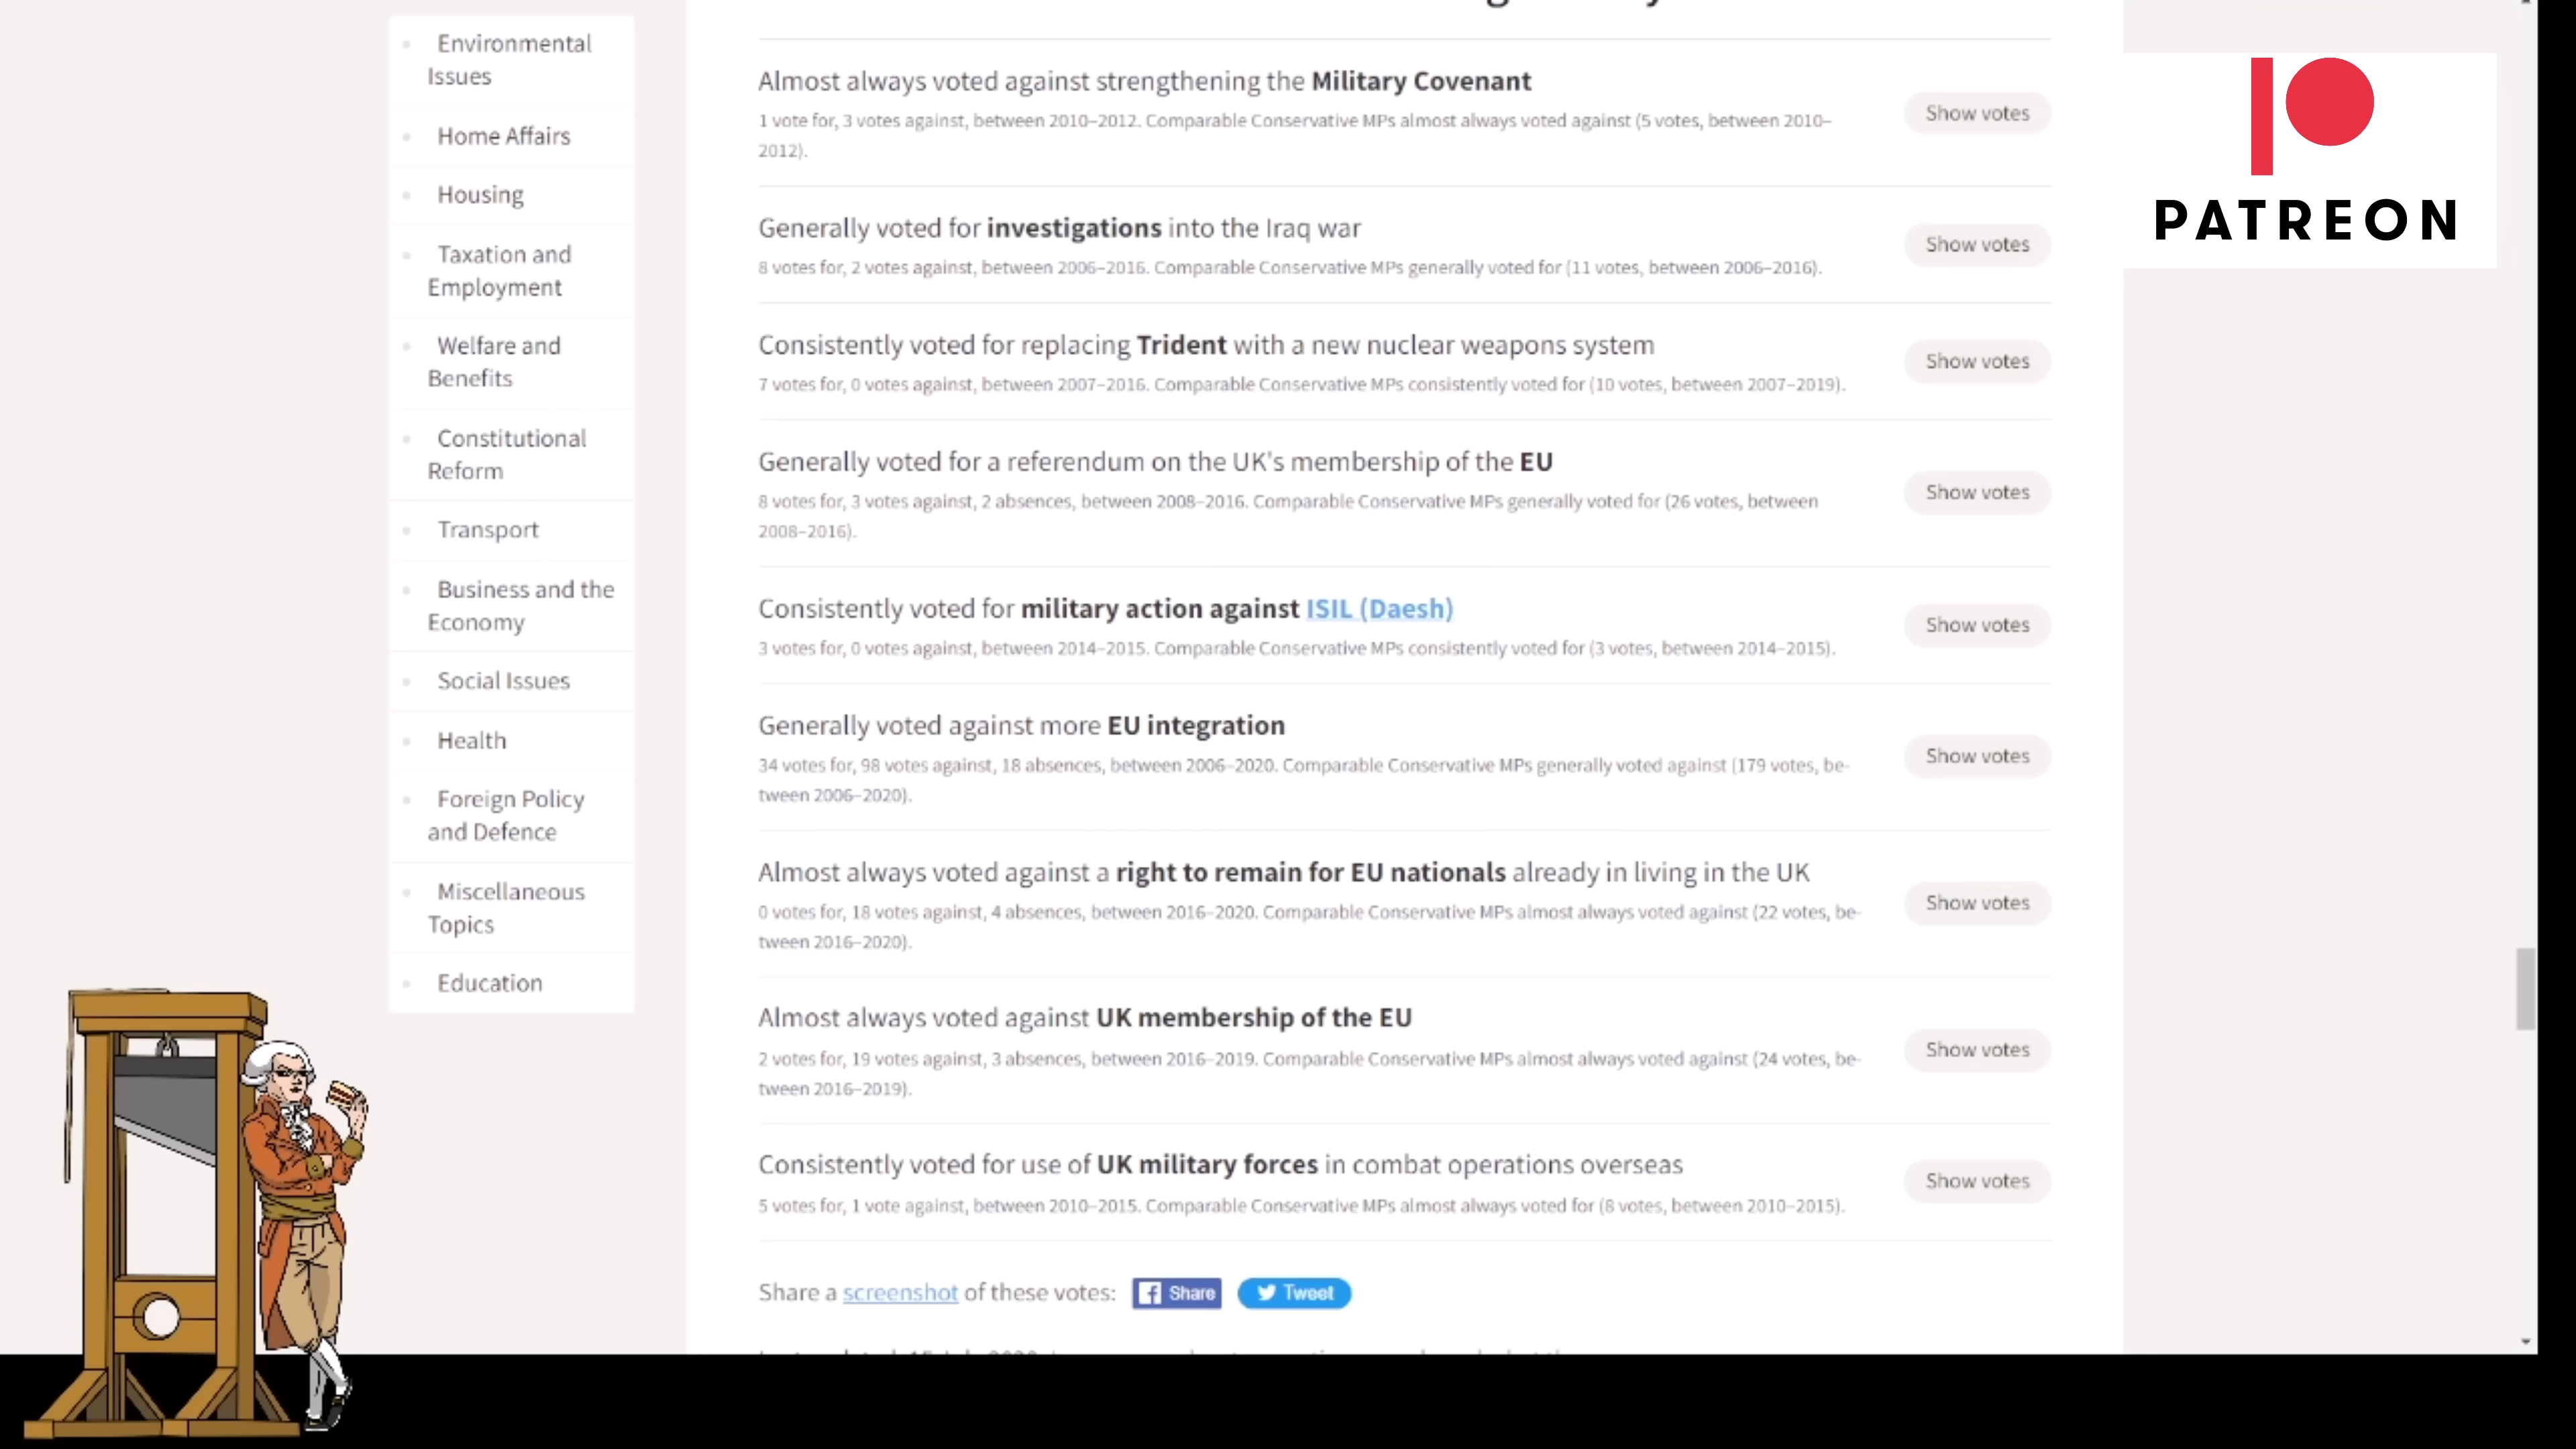 Environmental
Issues
Home Affairs
Housing
Taxation and
Employment
Welfare and
Benefits
Constitutional
Reform
Transport
Business and the
Economy
Social Issues
Health
Foreign Policy
and Defence
Miscellaneous
Topics
Education
Almost always voted against strengthening the Military Covenant
1 vote for, 3 votes against, between 2010–2012. Comparable Conservative MPs almost always voted against (5 votes, between 2010–
2012).
Show votes
Generally voted for investigations into the Iraq war
8 votes for, 2 votes against, between 2006–2016. Comparable Conservative MPs generally voted for (11 votes, between 2006–2016).
Show votes
Consistently voted for replacing Trident with a new nuclear weapons system
7 votes for, 0 votes against, between 2007–2016. Comparable Conservative MPs consistently voted for (10 votes, between 2007–2019).
Show votes
Generally voted for a referendum on the UK's membership of the EU
8 votes for, 3 votes against, 2 absences, between 2008–2016. Comparable Conservative MPs generally voted for (26 votes, between
2008–2016).
Show votes
Consistently voted for military action against ISIL (Daesh)
3 votes for, 0 votes against, between 2014–2015. Comparable Conservative MPs consistently voted for (3 votes, between 2014–2015).
Show votes
Generally voted against more EU integration
34 votes for, 98 votes against, 18 absences, between 2006–2020. Comparable Conservative MPs generally voted against (179 votes, be-
tween 2006–2020).
Show votes
Almost always voted against a right to remain for EU nationals already in living in the UK
0 votes for, 18 votes against, 4 absences, between 2016–2020. Comparable Conservative MPs almost always voted against (22 votes, be-
tween 2016–2020).
Show votes
Almost always voted against UK membership of the EU
2 votes for, 19 votes against, 3 absences, between 2016–2019. Comparable Conservative MPs almost always voted against (24 votes, be-
tween 2016–2019).
Show votes
Consistently voted for use of UK military forces in combat operations overseas
5 votes for, 1 vote against, between 2010–2015. Comparable Conservative MPs almost always voted for (8 votes, between 2010–2015).
Show votes
Share a screenshot of these votes: Share Tweet
PATREON